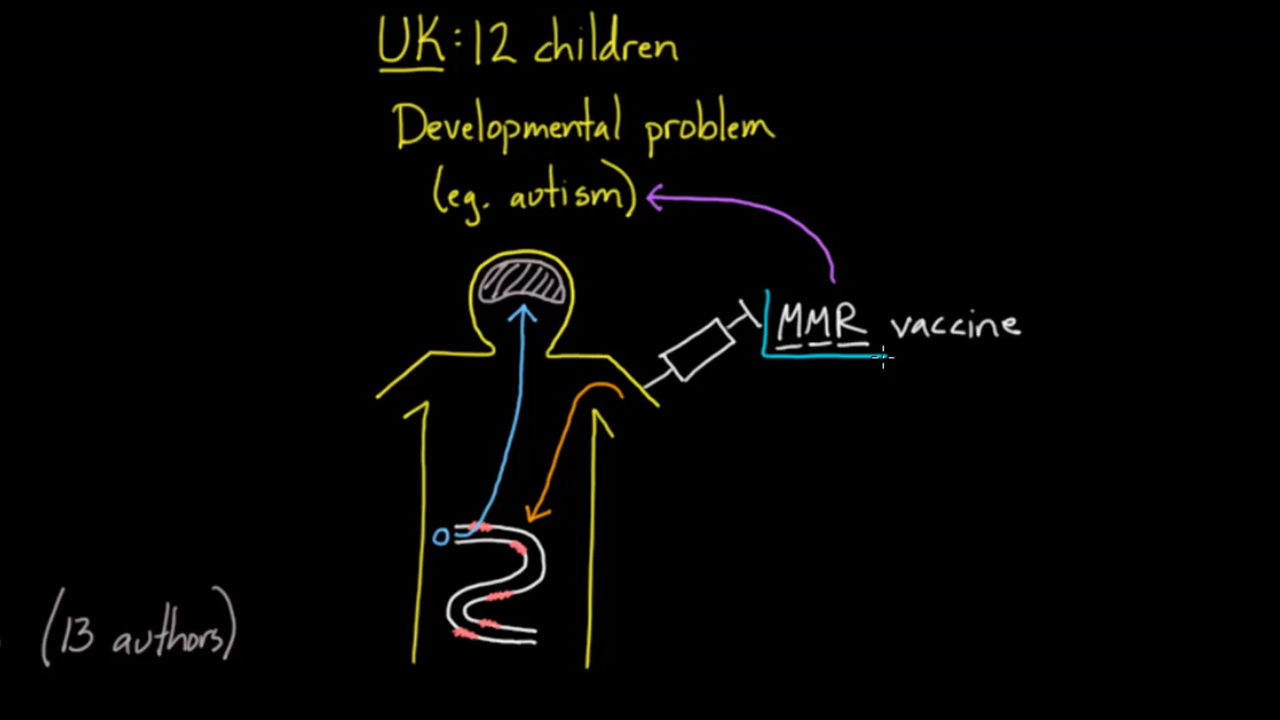 UK: 12 children
Developmental problem
(eg. autism)
MMR vaccine
(13 authors)